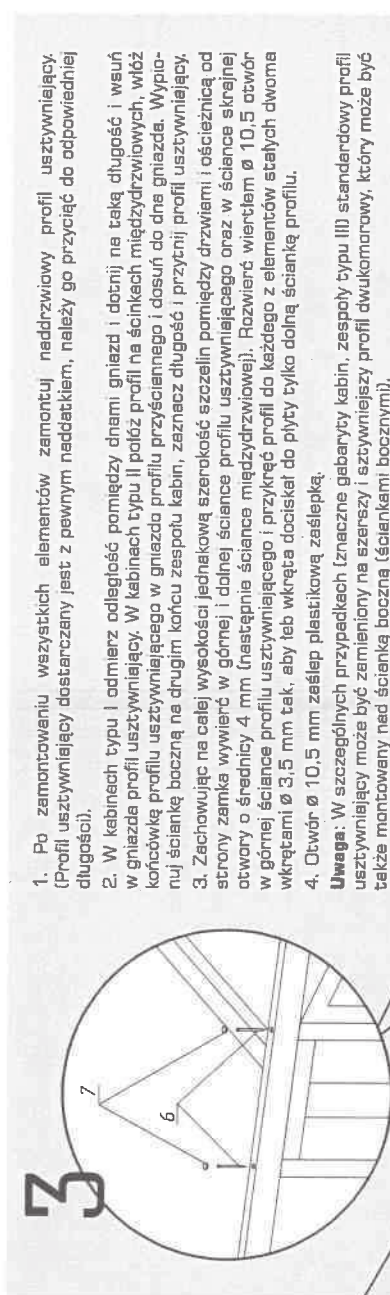 3
7
6
1. Po zamontowaniu wszystkich elementów zamontuj naddrzwiowy profil usztywniający.
(Profil usztywniający dostarczany jest z pewnym naddatkiem, należy go przyciąć do odpowiedniej
długości).
2. W kabinach typu I odmierz odległość pomiędzy dnami gniazd i dotnij na taką długość i wsuń
w gniazda profil usztywniający. W kabinach typu II połóż profil na ścinkach międzydrzwiowych, włóż
końcówkę profilu usztywniającego w gniazdo profilu przyściennego i dosuń do dna gniazda. Wypio-
nuj ściankę boczną na drugim końcu zespołu kabin, zaznacz długość i przytnij profil usztywniający.
3. Zachowując na całej wysokości jednakową szerokość szczelin pomiędzy drzwiami i ościeżnicą od
strony zamka wywierć w górnej i dolnej ściance profilu usztywniającego oraz w ściance skrajnej
otwory o średnicy 4 mm (następnie ściance międzydrzwiowej). Rozwierć wiertłem Ø 10,5 otwór
w górnej ściance profilu usztywniającego i przykręć profil do każdego z elementów stałych dwoma
wkrętami Ø 3,5 mm tak, aby łeb wkręta dociskał do płyty tylko dolną ściankę profilu.
4. Otwór Ø 10,5 mm zaślep plastikową zaślepką.
Uwaga: W szczególnych przypadkach (znaczne gabaryty kabin, zespoły typu III) standardowy profil
usztywniający może być zamieniony na szerszy i sztywniejszy profil dwukomorowy, który może być
także montowany nad ścianką boczną (ściankami bocznymi).